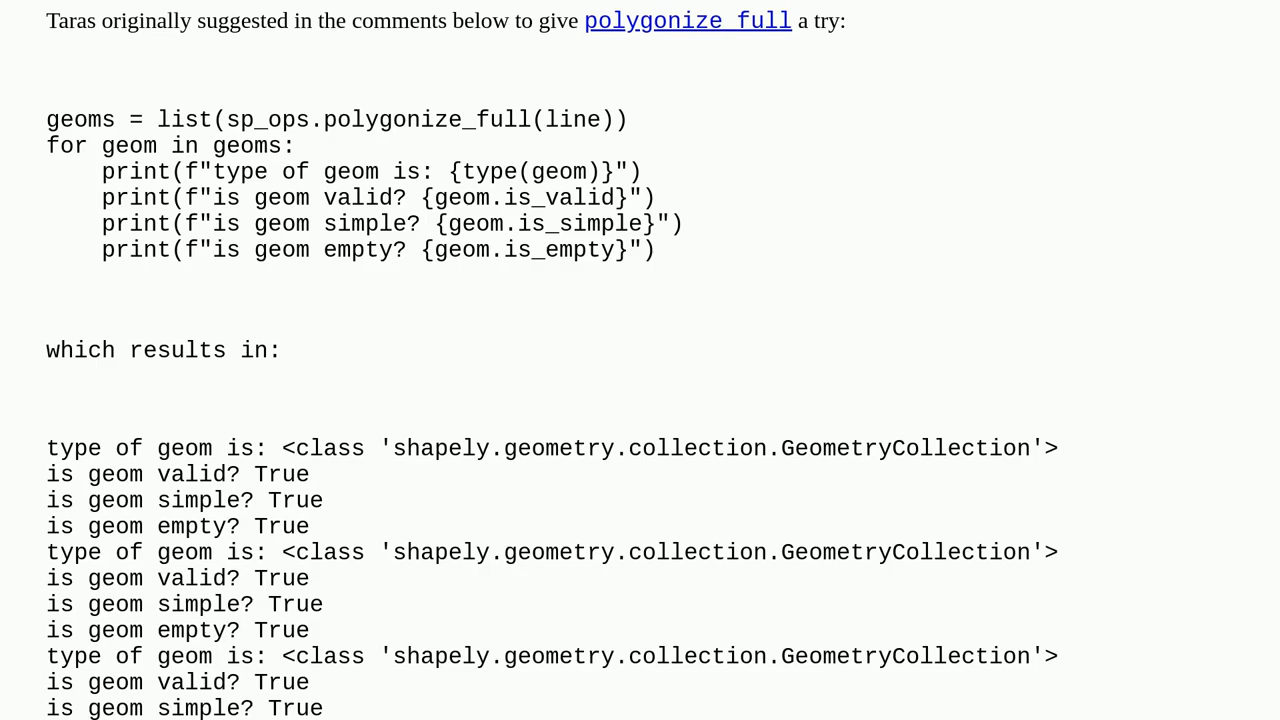 Taras originally suggested in the comments below to give polygonize_full a try:
geoms = list(sp_ops.polygonize_full(line))
for geom in geoms:
    print(f"type of geom is: {type(geom)}")
    print(f"is geom valid? {geom.is_valid}")
    print(f"is geom simple? {geom.is_simple}")
    print(f"is geom empty? {geom.is_empty}")
which results in:
type of geom is: <class 'shapely.geometry.collection.GeometryCollection'>
is geom valid? True
is geom simple? True
is geom empty? True
type of geom is: <class 'shapely.geometry.collection.GeometryCollection'>
is geom valid? True
is geom simple? True
is geom empty? True
type of geom is: <class 'shapely.geometry.collection.GeometryCollection'>
is geom valid? True
is geom simple? True